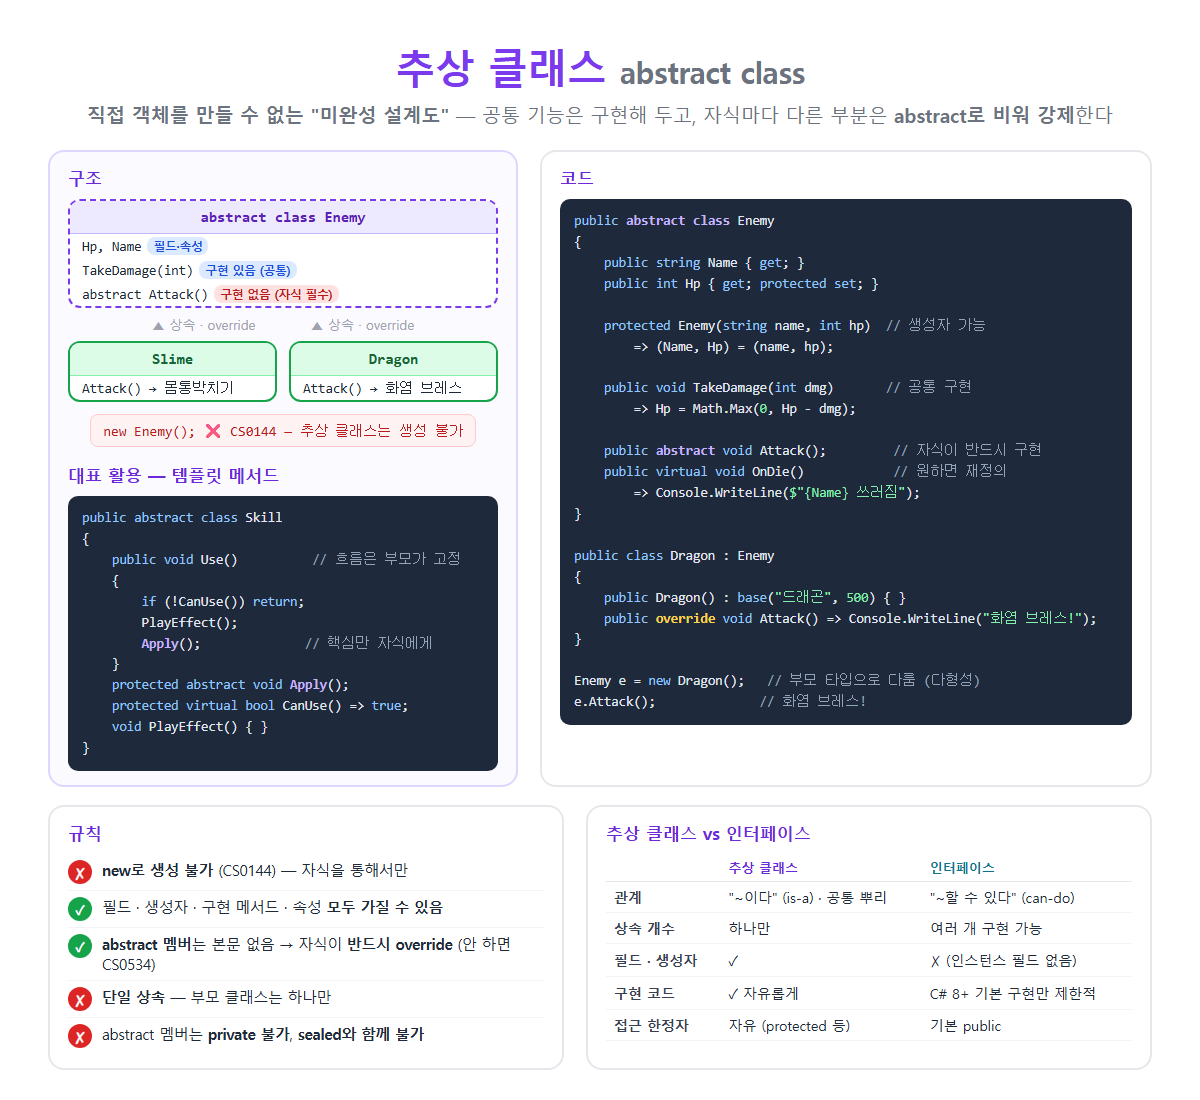 추상 클래스 abstract class
직접 객체를 만들 수 없는 "미완성 설계도" — 공통 기능은 구현해 두고, 자식마다 다른 부분은 abstract로 비워 강제한다
구조
abstract class Enemy
Hp, Name 필드·속성
TakeDamage(int) 구현 있음 (공통)
abstract Attack() 구현 없음 (자식 필수)
▲ 상속 · override ▲ 상속 · override
Slime
Attack() → 몸통박치기
Dragon
Attack() → 화염 브레스
new Enemy(); ❌ CS0144 — 추상 클래스는 생성 불가
대표 활용 — 템플릿 메서드
public abstract class Skill
{
    public void Use()          // 흐름은 부모가 고정
    {
        if (!CanUse()) return;
        PlayEffect();
        Apply();              // 핵심만 자식에게
    }
    protected abstract void Apply();
    protected virtual bool CanUse() => true;
    void PlayEffect() { }
}
코드
public abstract class Enemy
{
    public string Name { get; }
    public int Hp { get; protected set; }
    protected Enemy(string name, int hp)  // 생성자 가능
        => (Name, Hp) = (name, hp);
    public void TakeDamage(int dmg)       // 공통 구현
        => Hp = Math.Max(0, Hp - dmg);
    public abstract void Attack();         // 자식이 반드시 구현
    public virtual void OnDie()            // 원하면 재정의
        => Console.WriteLine($"{Name} 쓰러짐");
}
public class Dragon : Enemy
{
    public Dragon() : base("드래곤", 500) { }
    public override void Attack() => Console.WriteLine("화염 브레스!");
}
Enemy e = new Dragon();   // 부모 타입으로 다룸 (다형성)
e.Attack();              // 화염 브레스!
규칙
✗ new로 생성 불가 (CS0144) — 자식을 통해서만
✓ 필드 · 생성자 · 구현 메서드 · 속성 모두 가질 수 있음
✓ abstract 멤버는 본문 없음 → 자식이 반드시 override (안 하면
CS0534)
✗ 단일 상속 — 부모 클래스는 하나만
✗ abstract 멤버는 private 불가, sealed와 함께 불가
추상 클래스 vs 인터페이스
추상 클래스 인터페이스
관계 "~이다" (is-a) · 공통 뿌리 "~할 수 있다" (can-do)
상속 개수 하나만 여러 개 구현 가능
필드 · 생성자 ✓ ✗ (인스턴스 필드 없음)
구현 코드 ✓ 자유롭게 C# 8+ 기본 구현만 제한적
접근 한정자 자유 (protected 등) 기본 public